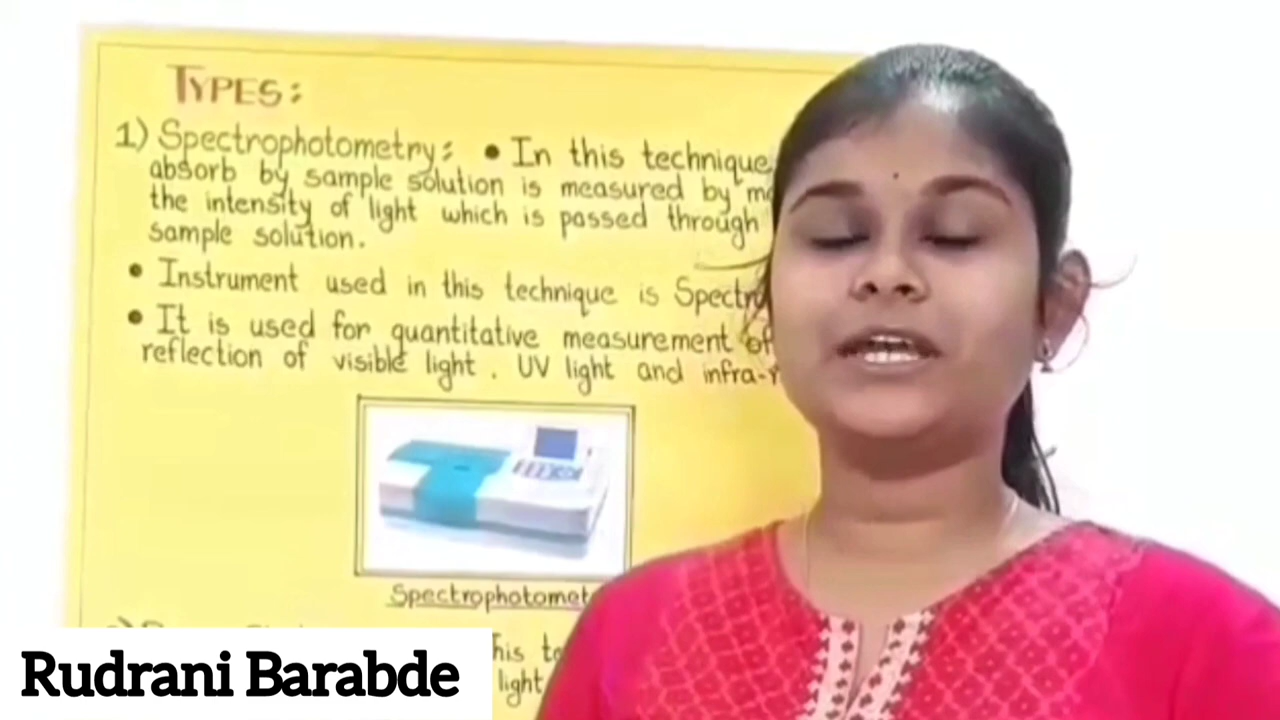 TYPES:
1) Spectrophotometry: • In this technique
absorb by sample solution is measured by
the intensity of light which is passed through
sample solution.
• Instrument used in this technique is
• It is used for quantitative measurement of
reflection of visible light. UV light and infra-
Spectrophotomet
his
light
Rudrani Barabde